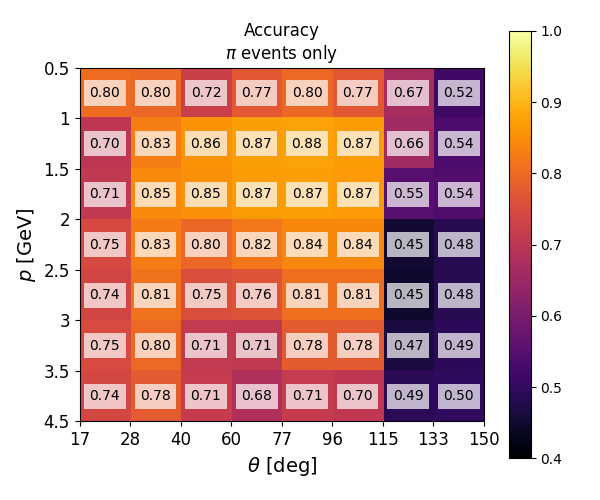 Accuracy
π events only
0.5
0.80 0.80 0.72 0.77 0.80 0.77 0.67 0.52
1
0.70 0.83 0.86 0.87 0.88 0.87 0.66 0.54
1.5
0.71 0.85 0.85 0.87 0.87 0.87 0.55 0.54
2
0.75 0.83 0.80 0.82 0.84 0.84 0.45 0.48
2.5
0.74 0.81 0.75 0.76 0.81 0.81 0.45 0.48
3
0.75 0.80 0.71 0.71 0.78 0.78 0.47 0.49
3.5
0.74 0.78 0.71 0.68 0.71 0.70 0.49 0.50
4.5
p [GeV]
17 28 40 60 77 96 115 133 150
θ [deg]
1.0
0.9
0.8
0.7
0.6
0.5
0.4